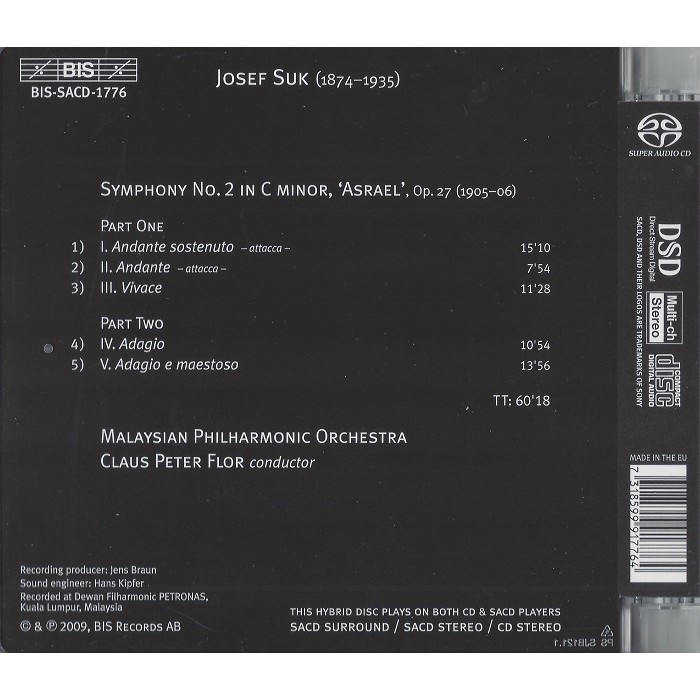 BIS
BIS-SACD-1776
JOSEF SUK (1874–1935)
SYMPHONY NO. 2 IN C MINOR, ‘ASRAEL’, Op. 27 (1905–06)
PART ONE
1) I. Andante sostenuto – attacca – 15'10
2) II. Andante – attacca – 7'54
3) III. Vivace 11'28
PART TWO
4) IV. Adagio 10'54
5) V. Adagio e maestoso 13'56
TT: 60'18
MALAYSIAN PHILHARMONIC ORCHESTRA
CLAUS PETER FLOR conductor
Recording producer: Jens Braun
Sound engineer: Hans Kipfer
Recorded at Dewan Filharmonic PETRONAS,
Kuala Lumpur, Malaysia
© & ℗ 2009, BIS RECORDS AB
THIS HYBRID DISC PLAYS ON BOTH CD & SACD PLAYERS
SACD SURROUND / SACD STEREO / CD STEREO
SUPER AUDIO CD
DSD
Direct Stream Digital
SACD, DSD AND THEIR LOGOS ARE TRADEMARKS OF SONY
Multi-ch
Stereo
COMPACT
disc
DIGITAL AUDIO
MADE IN THE EU
7 318599 917764
PS SJB121.1